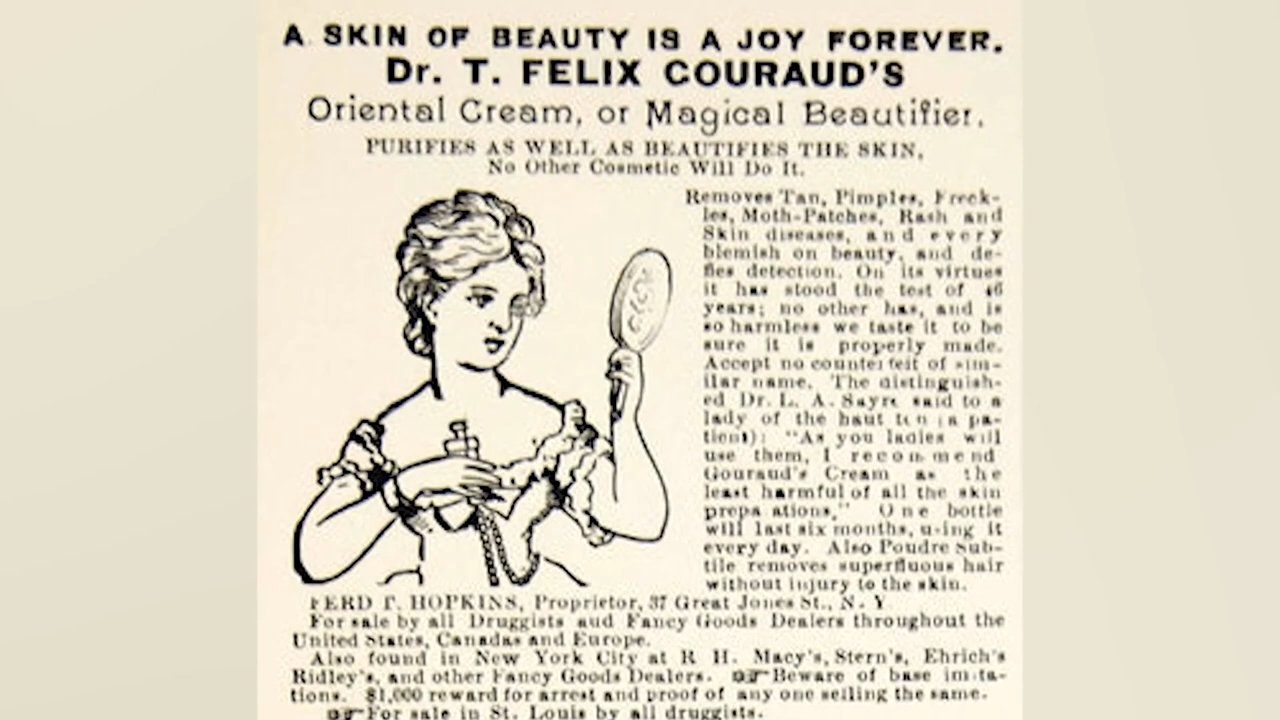 A SKIN OF BEAUTY IS A JOY FOREVER.
Dr. T. FELIX COURAUD'S
Oriental Cream, or Magical Beautifier.
PURIFIES AS WELL AS BEAUTIFIES THE SKIN,
No Other Cosmetic Will Do It.
Removes Tan, Pimples, Freck-
les, Moth-Patches, Rash and
Skin diseases, and every
blemish on beauty, and de-
fies detection. On its virtues
it has stood the test of 46
years; no other has, and is
so harmless we taste it to be
sure it is properly made.
Accept no counterfeit of sim-
ilar name. The distinguish-
ed Dr. L. A. Sayre said to a
lady of the haut ton (a pa-
tient): "As you ladies will
use them, I recommend
Gouraud's Cream as the
least harmful of all the skin
prepa ations," One bottle
will last six months, using it
every day. Also Poudre Sub-
tile removes superfluous hair
without injury to the skin.
FERD T. HOPKINS, Proprietor, 37 Great Jones St., N. Y
For sale by all Druggists and Fancy Goods Dealers throughout the
United States, Canadas and Europe.
Also found in New York City at R H. Macy's, Stern's, Ehrich's
Ridley's, and other Fancy Goods Dealers. ☞ Beware of base imita-
tions. $1,000 reward for arrest and proof of any one selling the same.
☞ For sale in St. Louis by all druggists.